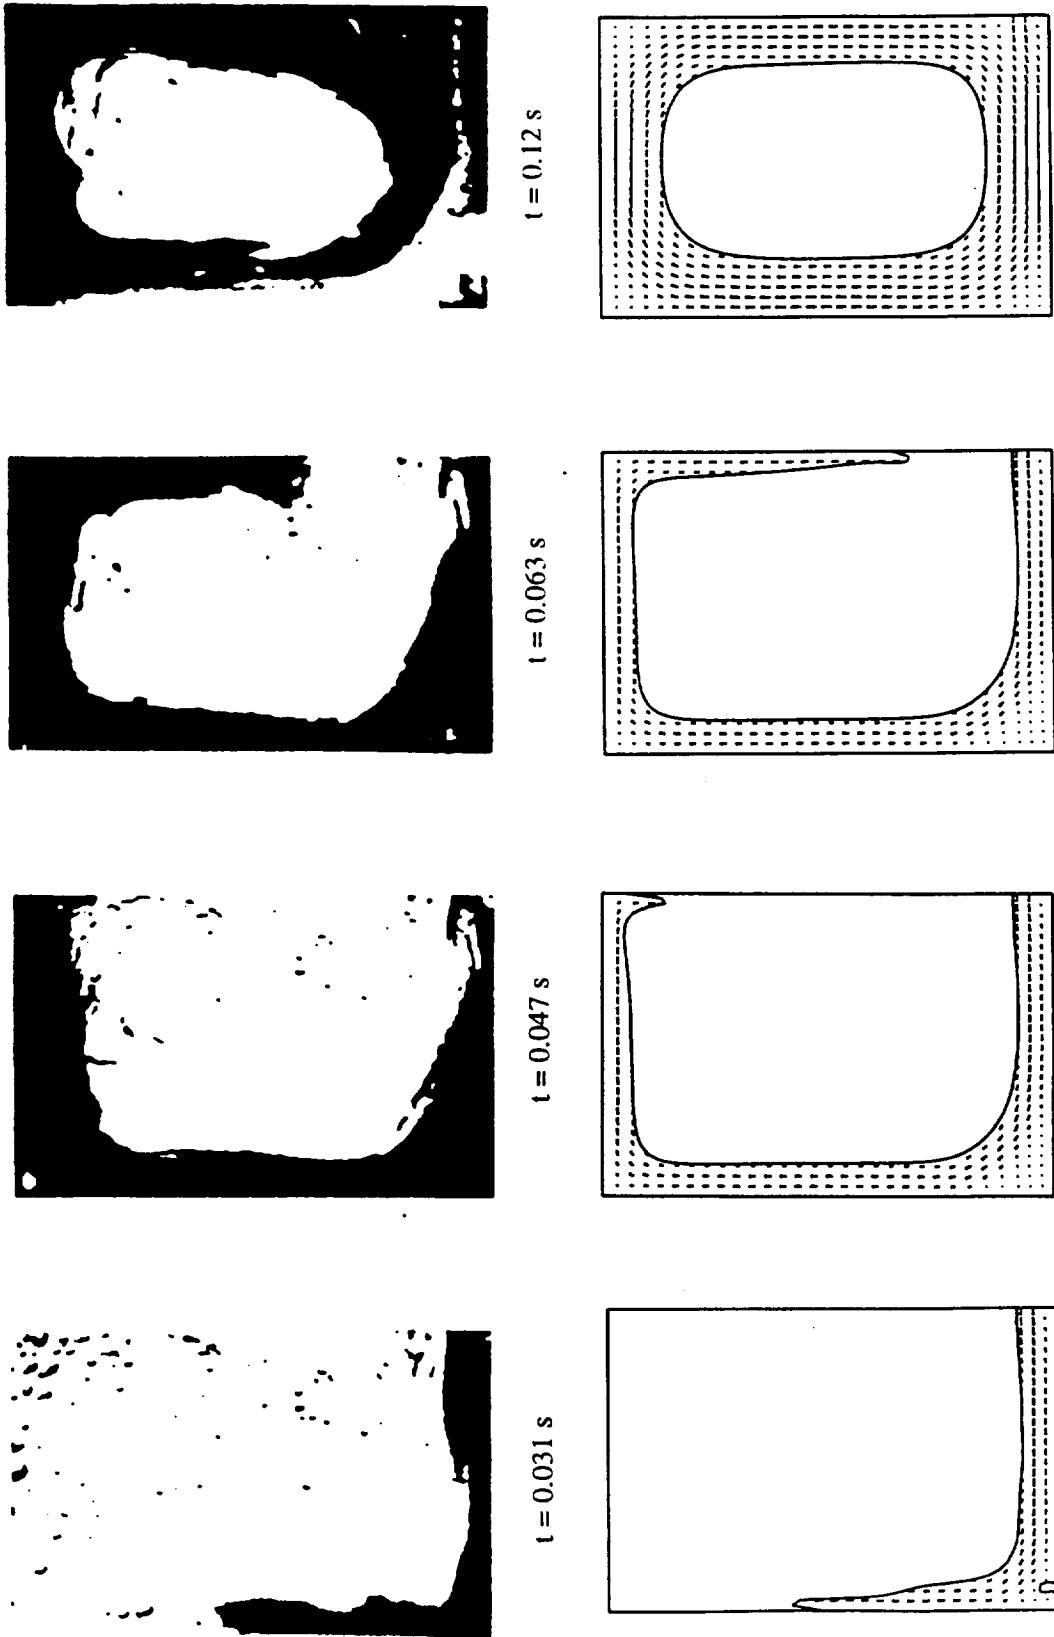 t = 0.031 s
t = 0.047 s
t = 0.063 s
t = 0.12 s